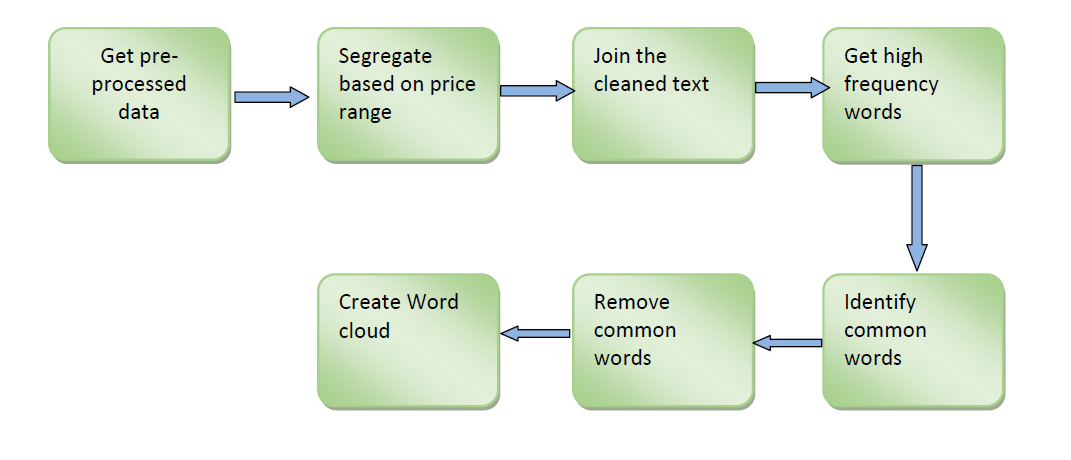 Get pre-
processed
data
Segregate
based on price
range
Join the
cleaned text
Get high
frequency
words
Create Word
cloud
Remove
common
words
Identify
common
words